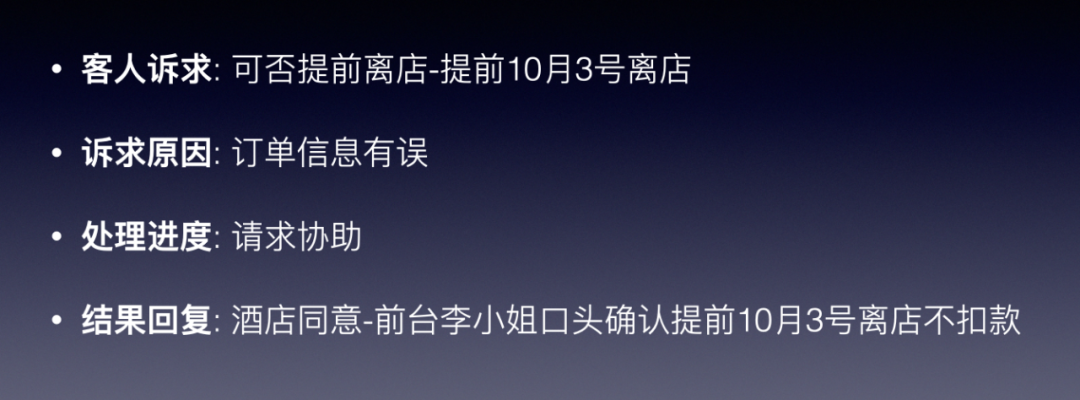 • 客人诉求: 可否提前离店-提前10月3号离店
• 诉求原因: 订单信息有误
• 处理进度: 请求协助
• 结果回复: 酒店同意-前台李小姐口头确认提前10月3号离店不扣款